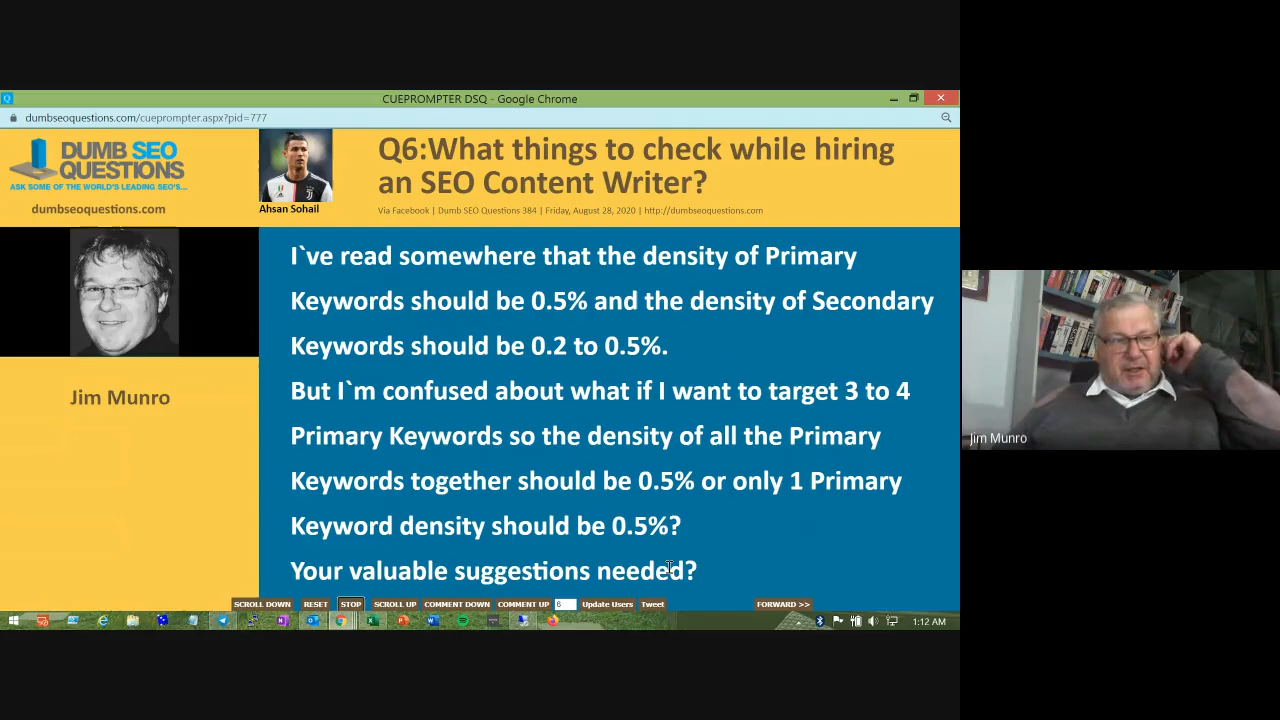 CUEPROMPTER DSQ - Google Chrome
dumbseoquestions.com/cueprompter.aspx?pid=777
DUMB SEO
QUESTIONS
ASK SOME OF THE WORLD'S LEADING SEO'S...
dumbseoquestions.com
Ahsan Sohail
Q6:What things to check while hiring
an SEO Content Writer?
Via Facebook | Dumb SEO Questions 384 | Friday, August 28, 2020 | http://dumbseoquestions.com
Jim Munro
I`ve read somewhere that the density of Primary
Keywords should be 0.5% and the density of Secondary
Keywords should be 0.2 to 0.5%.
But I`m confused about what if I want to target 3 to 4
Primary Keywords so the density of all the Primary
Keywords together should be 0.5% or only 1 Primary
Keyword density should be 0.5%?
Your valuable suggestions needed?
SCROLL DOWN RESET STOP SCROLL UP COMMENT DOWN COMMENT UP 6 Update Users Tweet FORWARD >>
1:12 AM
Jim Munro